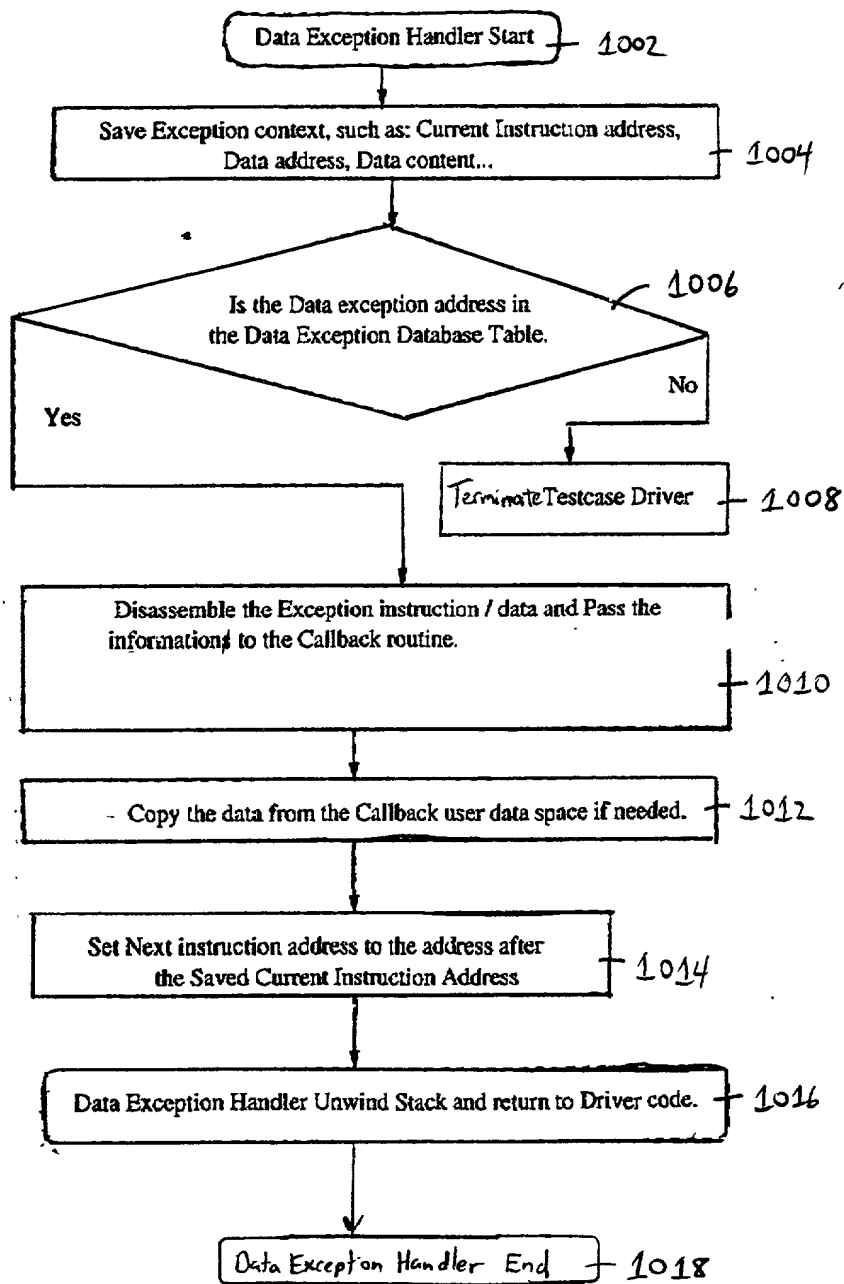 Data Exception Handler Start 1002
Save Exception context, such as: Current Instruction address,
Data address, Data content... 1004
1006
Is the Data exception address in
the Data Exception Database Table.
No
Yes
Terminate Testcase Driver 1008
Disassemble the Exception instruction / data and Pass the
informations to the Callback routine.
1010
- Copy the data from the Callback user data space if needed. 1012
Set Next instruction address to the address after
the Saved Current Instruction Address 1014
Data Exception Handler Unwind Stack and return to Driver code. 1016
Data Exception Handler End 1018